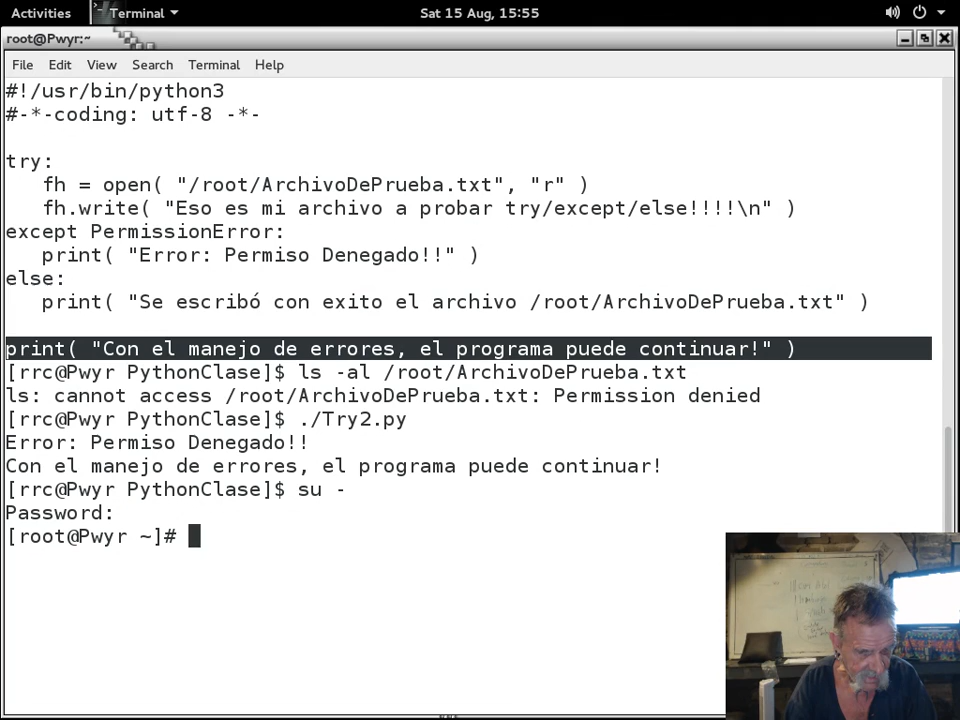 Activities Terminal Sat 15 Aug, 15:55
root@Pwyr:~
File Edit View Search Terminal Help
#!/usr/bin/python3
#-*-coding: utf-8 -*-
try:
fh = open( "/root/ArchivoDePrueba.txt", "r" )
fh.write( "Eso es mi archivo a probar try/except/else!!!!\n" )
except PermissionError:
print( "Error: Permiso Denegado!!" )
else:
print( "Se escribó con exito el archivo /root/ArchivoDePrueba.txt" )
print( "Con el manejo de errores, el programa puede continuar!" )
[rrc@Pwyr PythonClase]$ ls -al /root/ArchivoDePrueba.txt
ls: cannot access /root/ArchivoDePrueba.txt: Permission denied
[rrc@Pwyr PythonClase]$ ./Try2.py
Error: Permiso Denegado!!
Con el manejo de errores, el programa puede continuar!
[rrc@Pwyr PythonClase]$ su -
Password:
[root@Pwyr ~]#